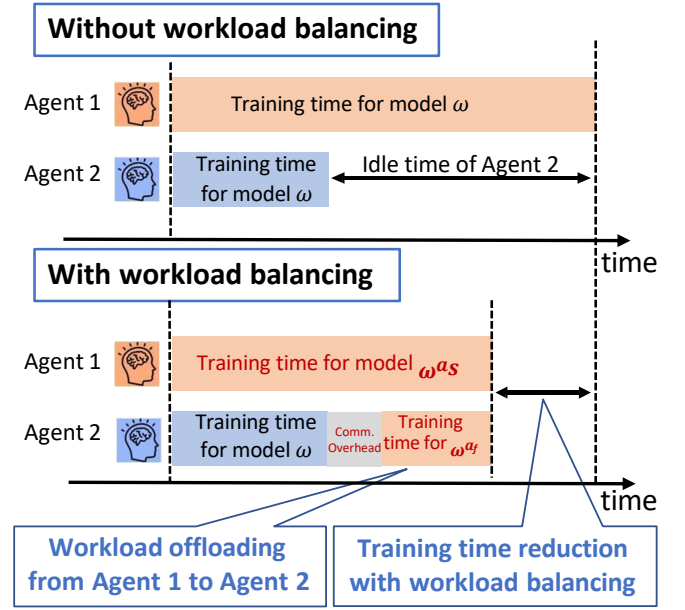 Without workload balancing
Agent 1
Training time for model ω
Agent 2
Training time
for model ω
Idle time of Agent 2
time
With workload balancing
Agent 1
Training time for model ω^{a_s}
Agent 2
Training time
for model ω
Comm.
Overhead
Training
time for ω^{a_f}
time
Workload offloading
from Agent 1 to Agent 2
Training time reduction
with workload balancing